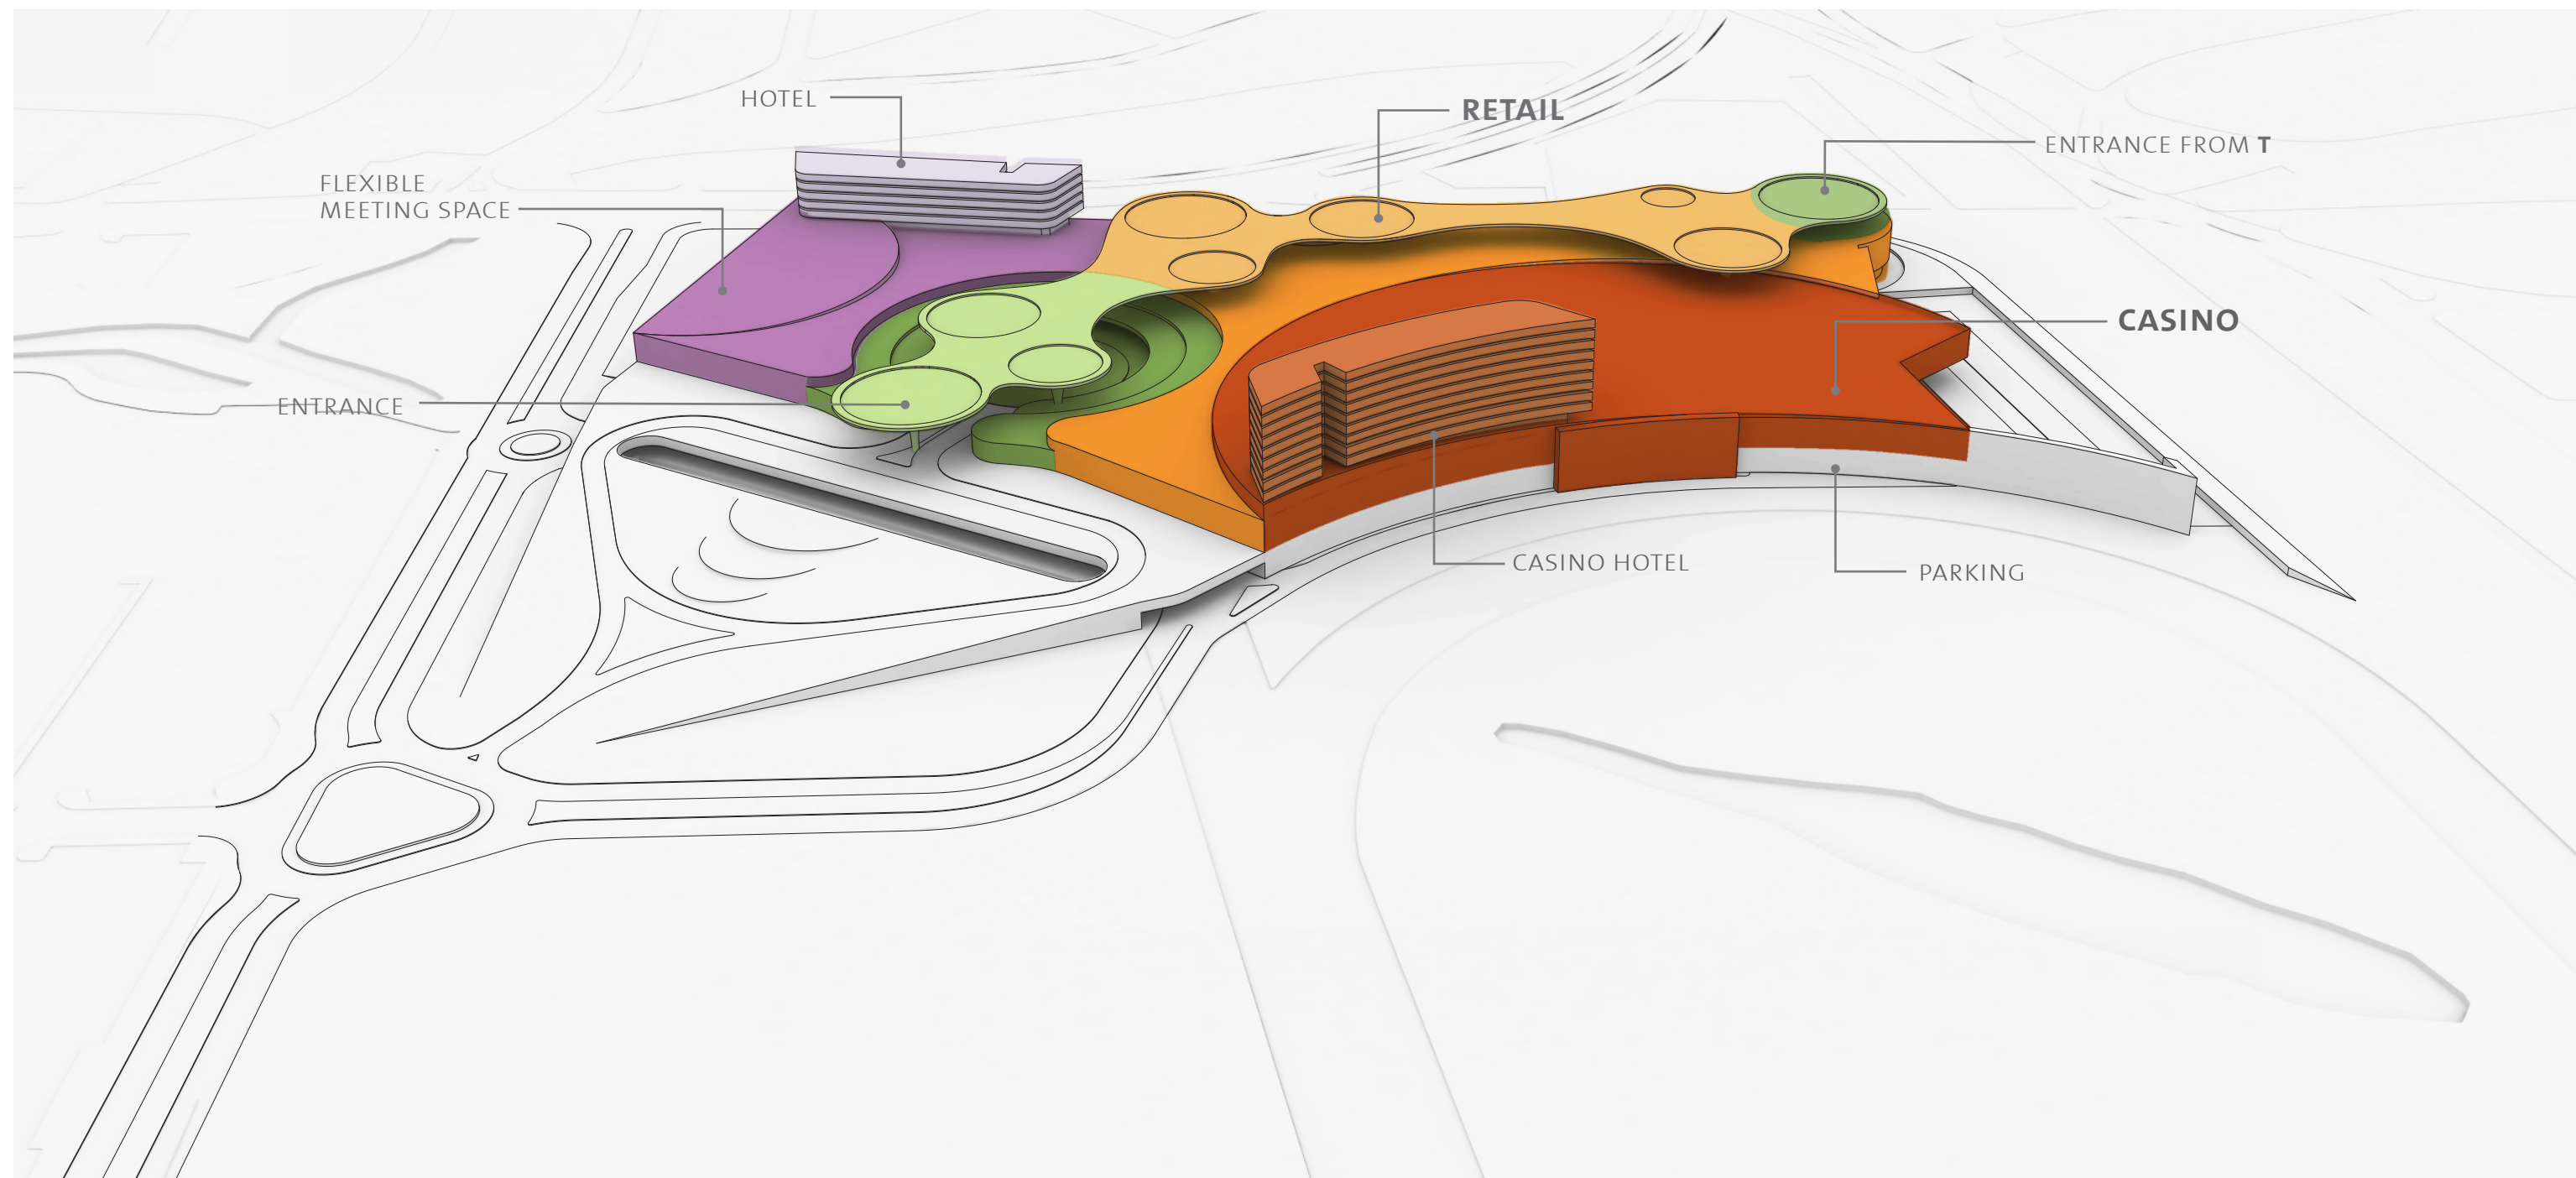 HOTEL
RETAIL
ENTRANCE FROM T
FLEXIBLE
MEETING SPACE
CASINO
ENTRANCE
CASINO HOTEL
PARKING